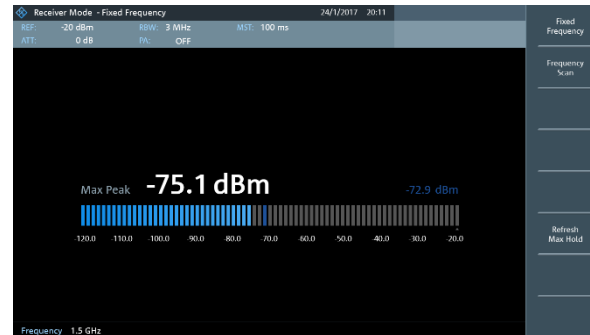 Receiver Mode - Fixed Frequency 24/1/2017 20:11
REF: -20 dBm RBW: 3 MHz MST: 100 ms
ATT: 0 dB PA: OFF
Fixed
Frequency
Frequency
Scan
Max Peak -75.1 dBm -72.9 dBm
-120.0 -110.0 -100.0 -90.0 -80.0 -70.0 -60.0 -50.0 -40.0 -30.0 -20.0
Refresh
Max Hold
Frequency 1.5 GHz